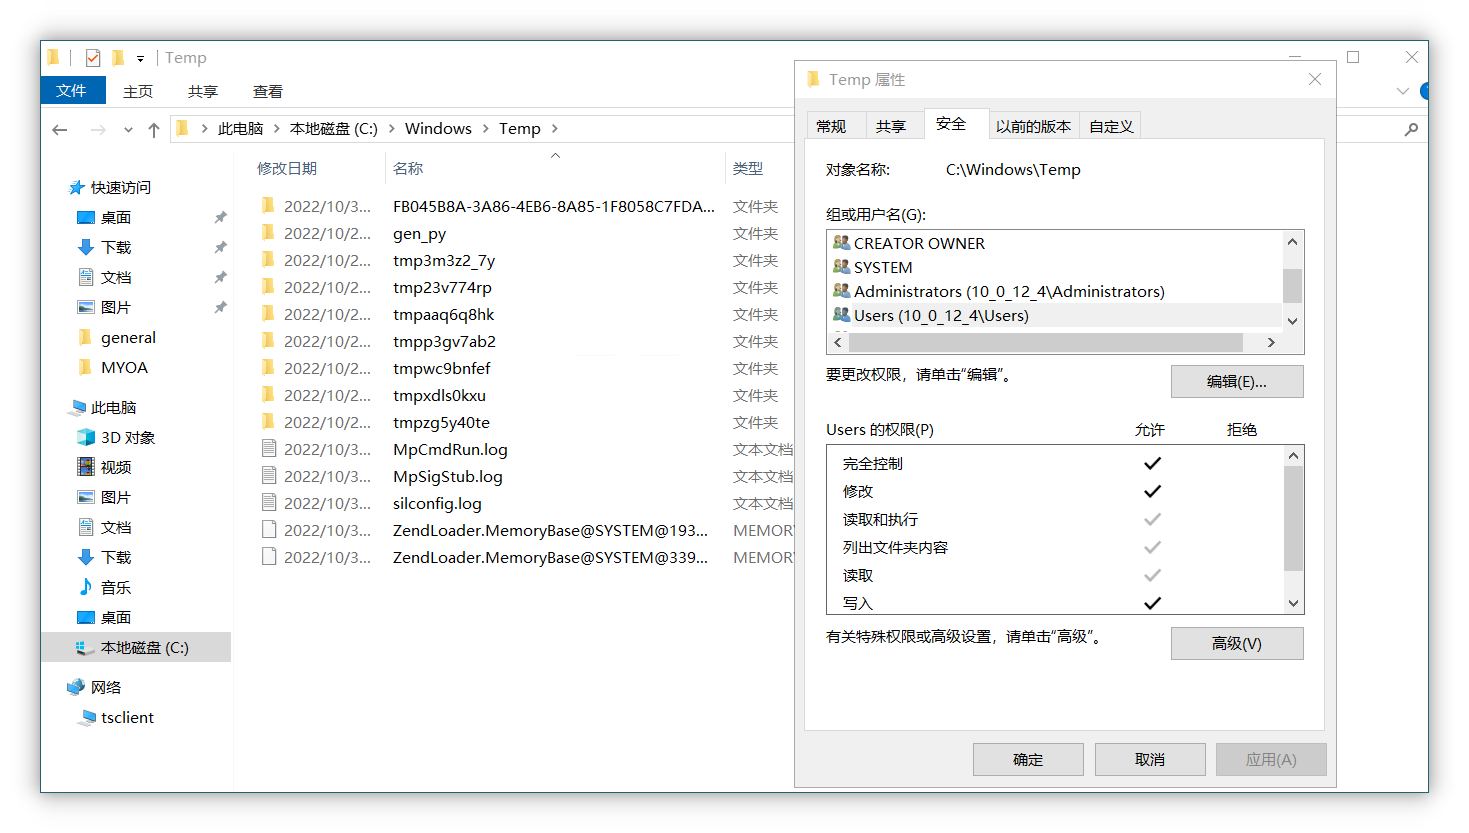 Temp
文件 主页 共享 查看
此电脑 本地磁盘 (C:) Windows Temp
修改日期 名称 类型
快速访问
桌面
下载
文档
图片
general
MYOA
此电脑
3D 对象
视频
图片
文档
下载
音乐
桌面
本地磁盘 (C:)
网络
tsclient
2022/10/3... FB045B8A-3A86-4EB6-8A85-1F8058C7FDA... 文件夹
2022/10/2... gen_py 文件夹
2022/10/2... tmp3m3z2_7y 文件夹
2022/10/2... tmp23v774rp 文件夹
2022/10/2... tmpaaq6q8hk 文件夹
2022/10/2... tmpp3gv7ab2 文件夹
2022/10/2... tmpwc9bnfef 文件夹
2022/10/2... tmpxdls0kxu 文件夹
2022/10/2... tmpzg5y40te 文件夹
2022/10/3... MpCmdRun.log 文本文档
2022/10/3... MpSigStub.log 文本文档
2022/10/3... silconfig.log 文本文档
2022/10/3... ZendLoader.MemoryBase@SYSTEM@193... MEMOR
2022/10/3... ZendLoader.MemoryBase@SYSTEM@339... MEMOR
Temp 属性
常规 共享 安全 以前的版本 自定义
对象名称: C:\Windows\Temp
组或用户名(G):
CREATOR OWNER
SYSTEM
Administrators (10_0_12_4\Administrators)
Users (10_0_12_4\Users)
要更改权限，请单击“编辑”。
编辑(E)...
Users 的权限(P) 允许 拒绝
完全控制
修改
读取和执行
列出文件夹内容
读取
写入
有关特殊权限或高级设置，请单击“高级”。
高级(V)
确定 取消 应用(A)